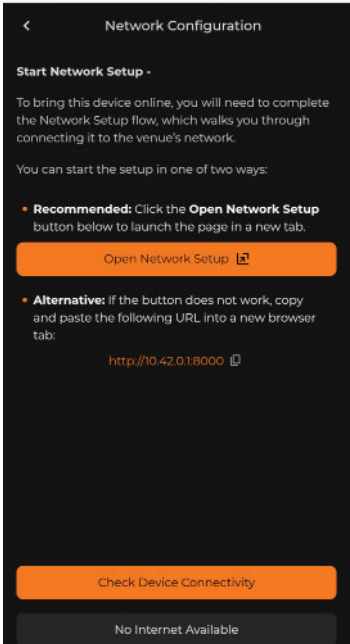 Network Configuration
Start Network Setup -
To bring this device online, you will need to complete
the Network Setup flow, which walks you through
connecting it to the venue's network.
You can start the setup in one of two ways:
• Recommended: Click the Open Network Setup
button below to launch the page in a new tab.
Open Network Setup
• Alternative: If the button does not work, copy
and paste the following URL into a new browser
tab:
http://10.42.0.1:8000
Check Device Connectivity
No Internet Available